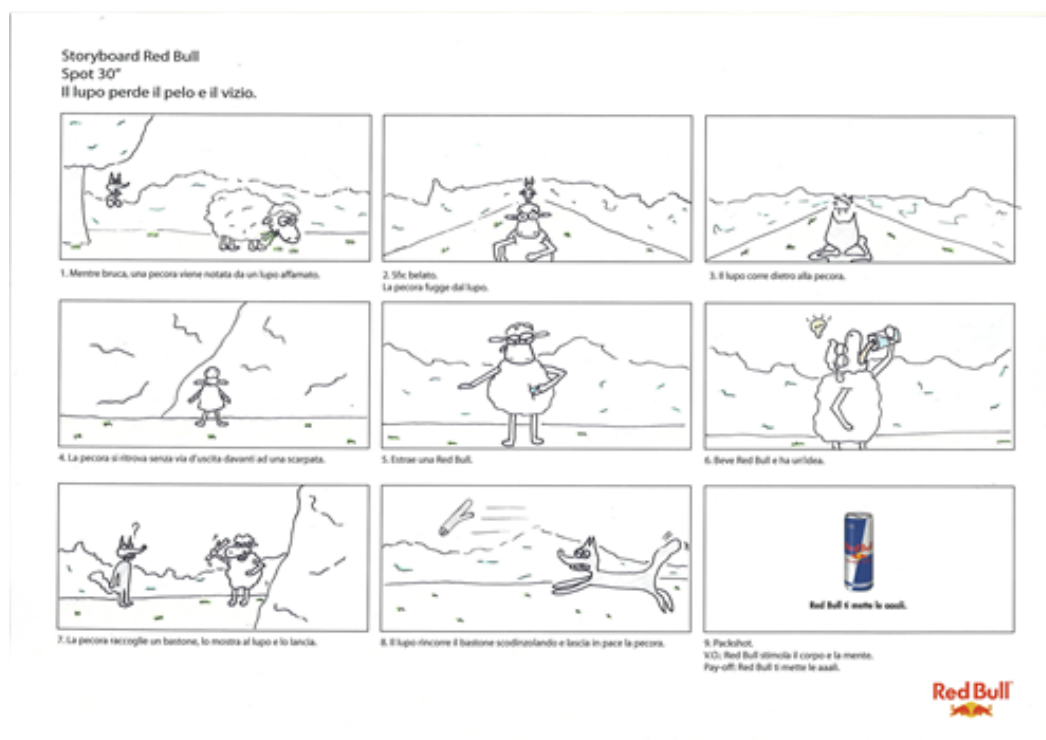 Storyboard Red Bull
Spot 30"
Il lupo perde il pelo e il vizio.
1. Mentre bruca, una pecora viene notata da un lupo affamato.
2. Sfx: belato.
La pecora fugge dal lupo.
3. Il lupo corre dietro alla pecora.
4. La pecora si ritrova senza via d'uscita davanti ad una scarpata.
5. Estrae una Red Bull.
6. Beve Red Bull e ha un'idea.
?
7. La pecora raccoglie un bastone, lo mostra al lupo e lo lancia.
8. Il lupo rincorre il bastone scodinzolando e lascia in pace la pecora.
Red Bull
Red Bull ti mette le aaali.
9. Packshot.
V.O.: Red Bull stimola il corpo e la mente.
Pay-off: Red Bull ti mette le aaali.
Red Bull